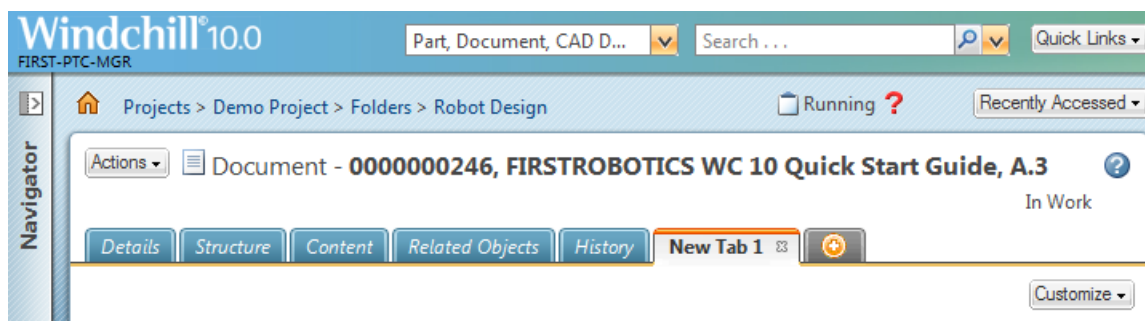 Windchill® 10.0
Part, Document, CAD D...
Search . . .
Quick Links
FIRST-PTC-MGR
Projects > Demo Project > Folders > Robot Design
Running ?
Recently Accessed
Navigator
Actions
Document - 0000000246, FIRSTROBOTICS WC 10 Quick Start Guide, A.3
?
In Work
Details
Structure
Content
Related Objects
History
New Tab 1
Customize